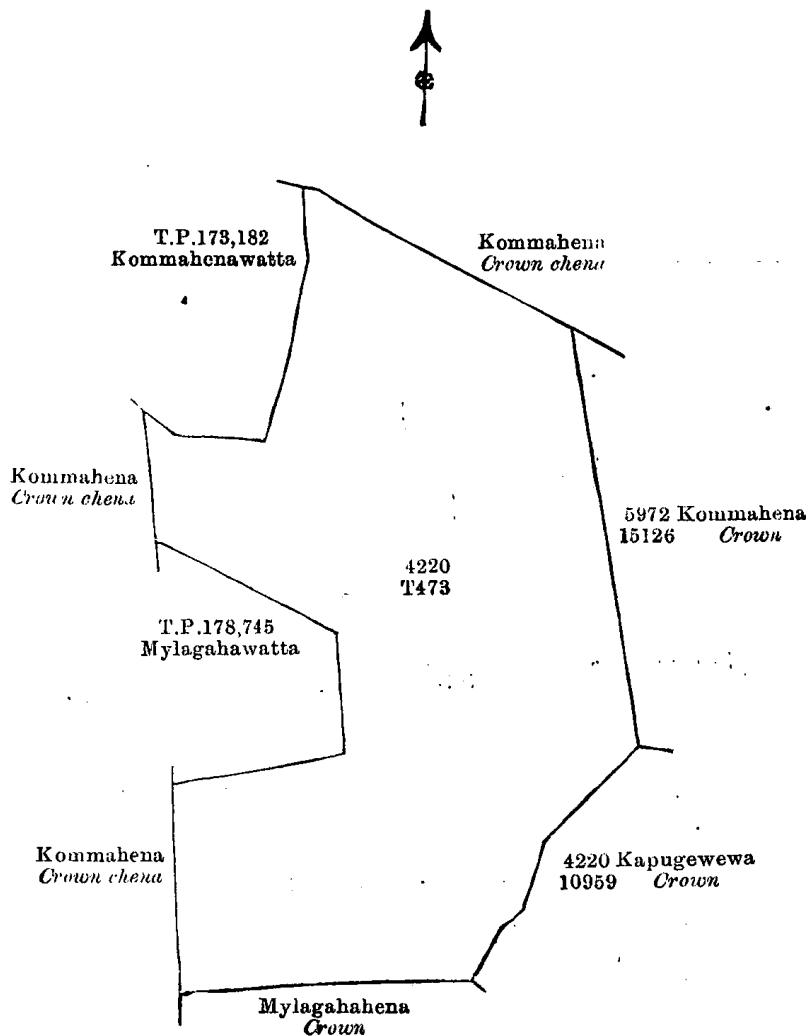 T.P.173,182
Kommahenawatta
Kommahena
Crown chena
Kommahena
Crown chena
5972 Kommahena
15126 Crown
4220
T473
T.P.178,745
Mylagahawatta
Kommahena
Crown chena
4220 Kapugewewa
10959 Crown
Mylagahahena
Crown